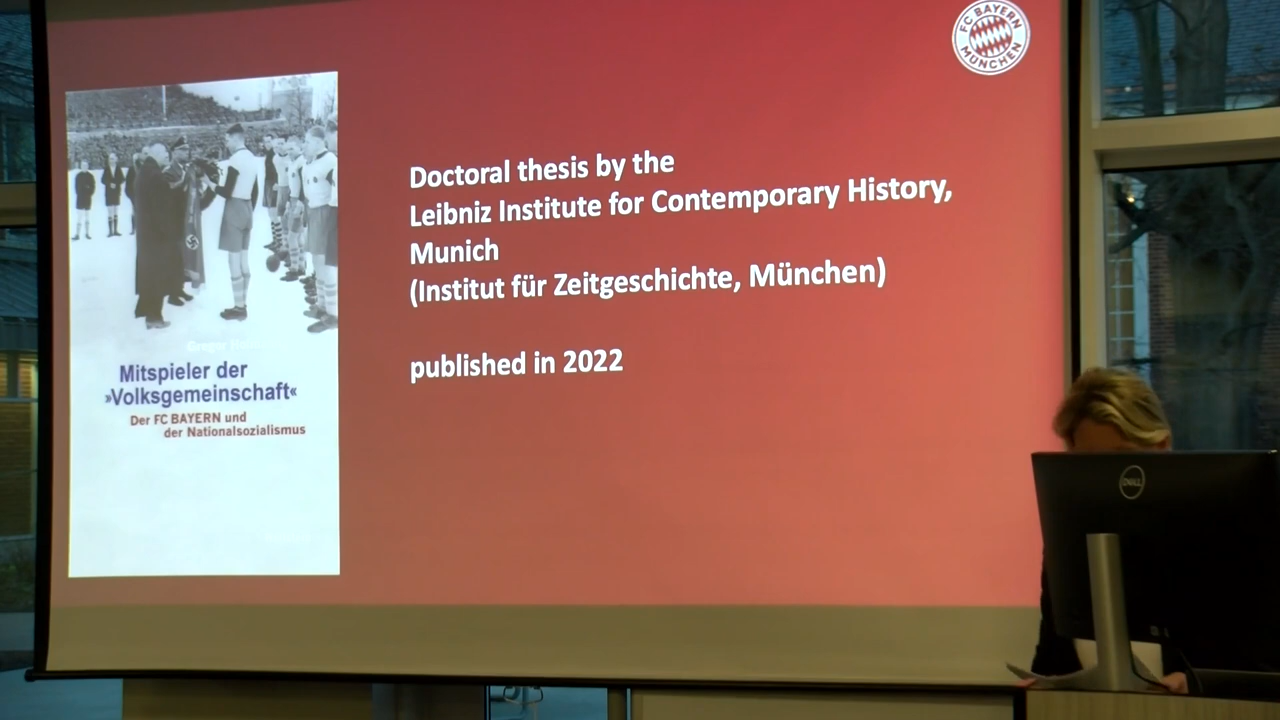 FC BAYERN MÜNCHEN
Doctoral thesis by the
Leibniz Institute for Contemporary History,
Munich
(Institut für Zeitgeschichte, München)
published in 2022
Mitspieler der
»Volksgemeinschaft«
Der FC BAYERN und
der Nationalsozialismus
DELL